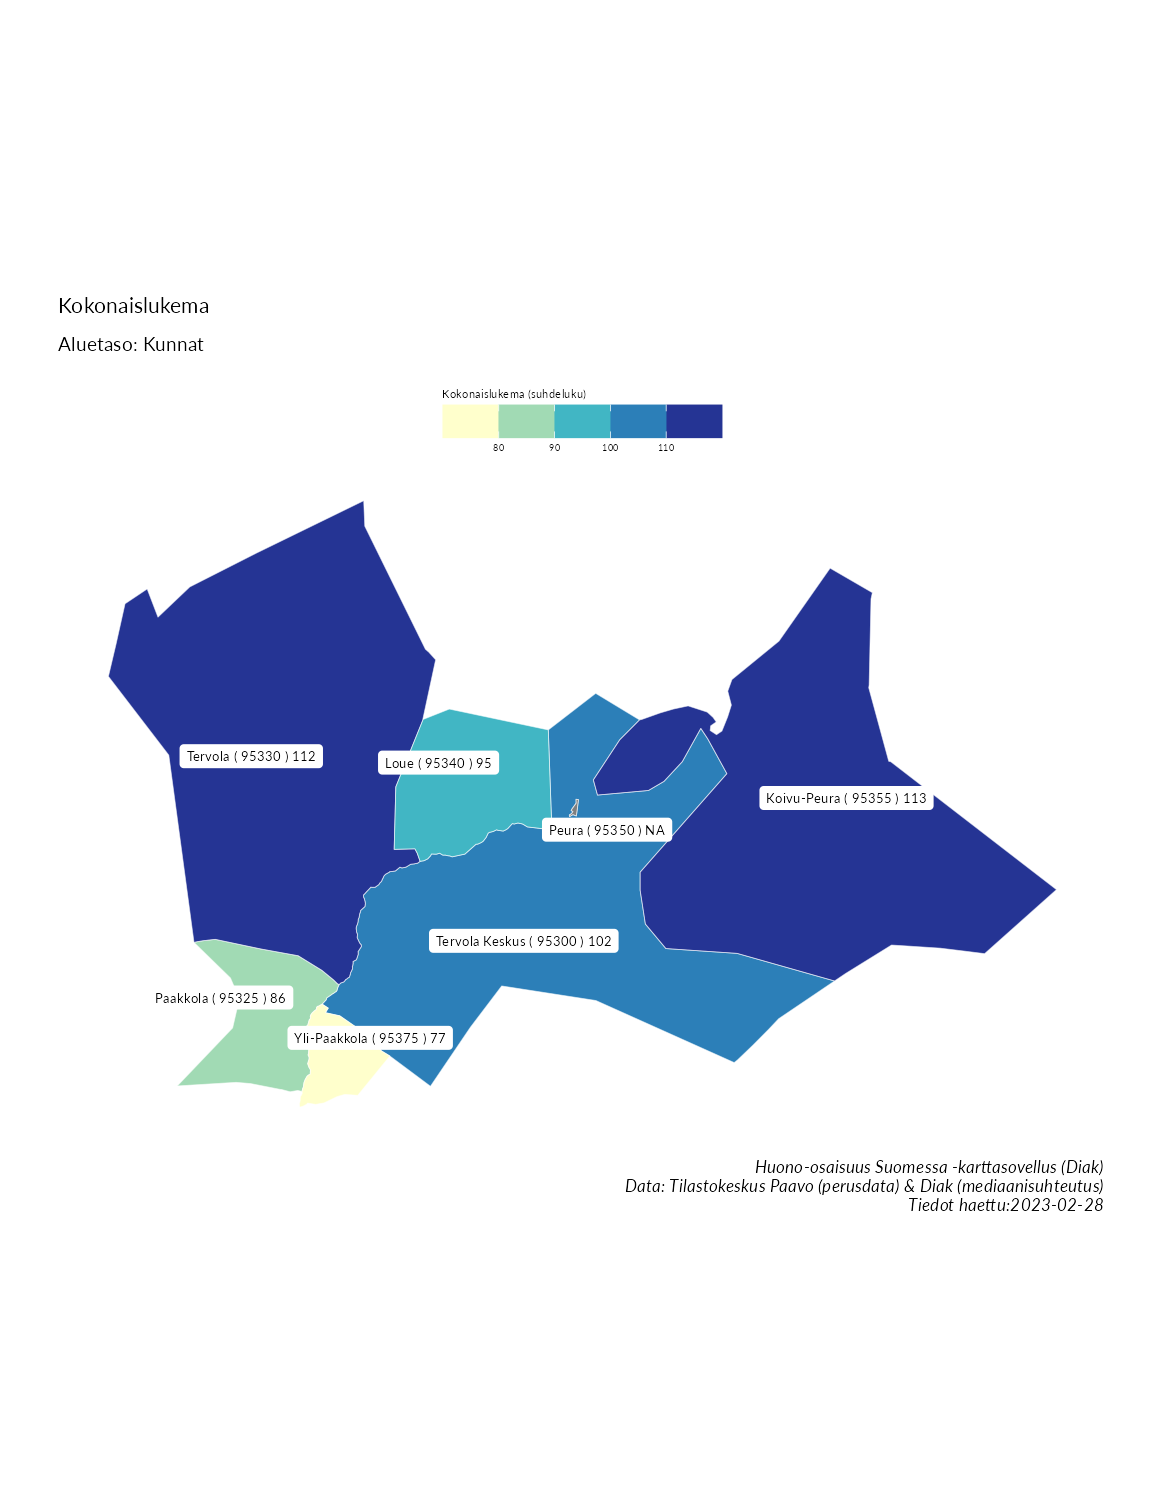 Kokonaislukema
Aluetaso: Kunnat
Kokonaislukema (suhdeluku)
80 90 100 110
Tervola ( 95330 ) 112
Loue ( 95340 ) 95
Koivu-Peura ( 95355 ) 113
Peura ( 95350 ) NA
Tervola Keskus ( 95300 ) 102
Paakkola ( 95325 ) 86
Yli-Paakkola ( 95375 ) 77
Huono-osaisuus Suomessa -karttasovellus (Diak)
Data: Tilastokeskus Paavo (perusdata) & Diak (mediaanisuhteutus)
Tiedot haettu:2023-02-28